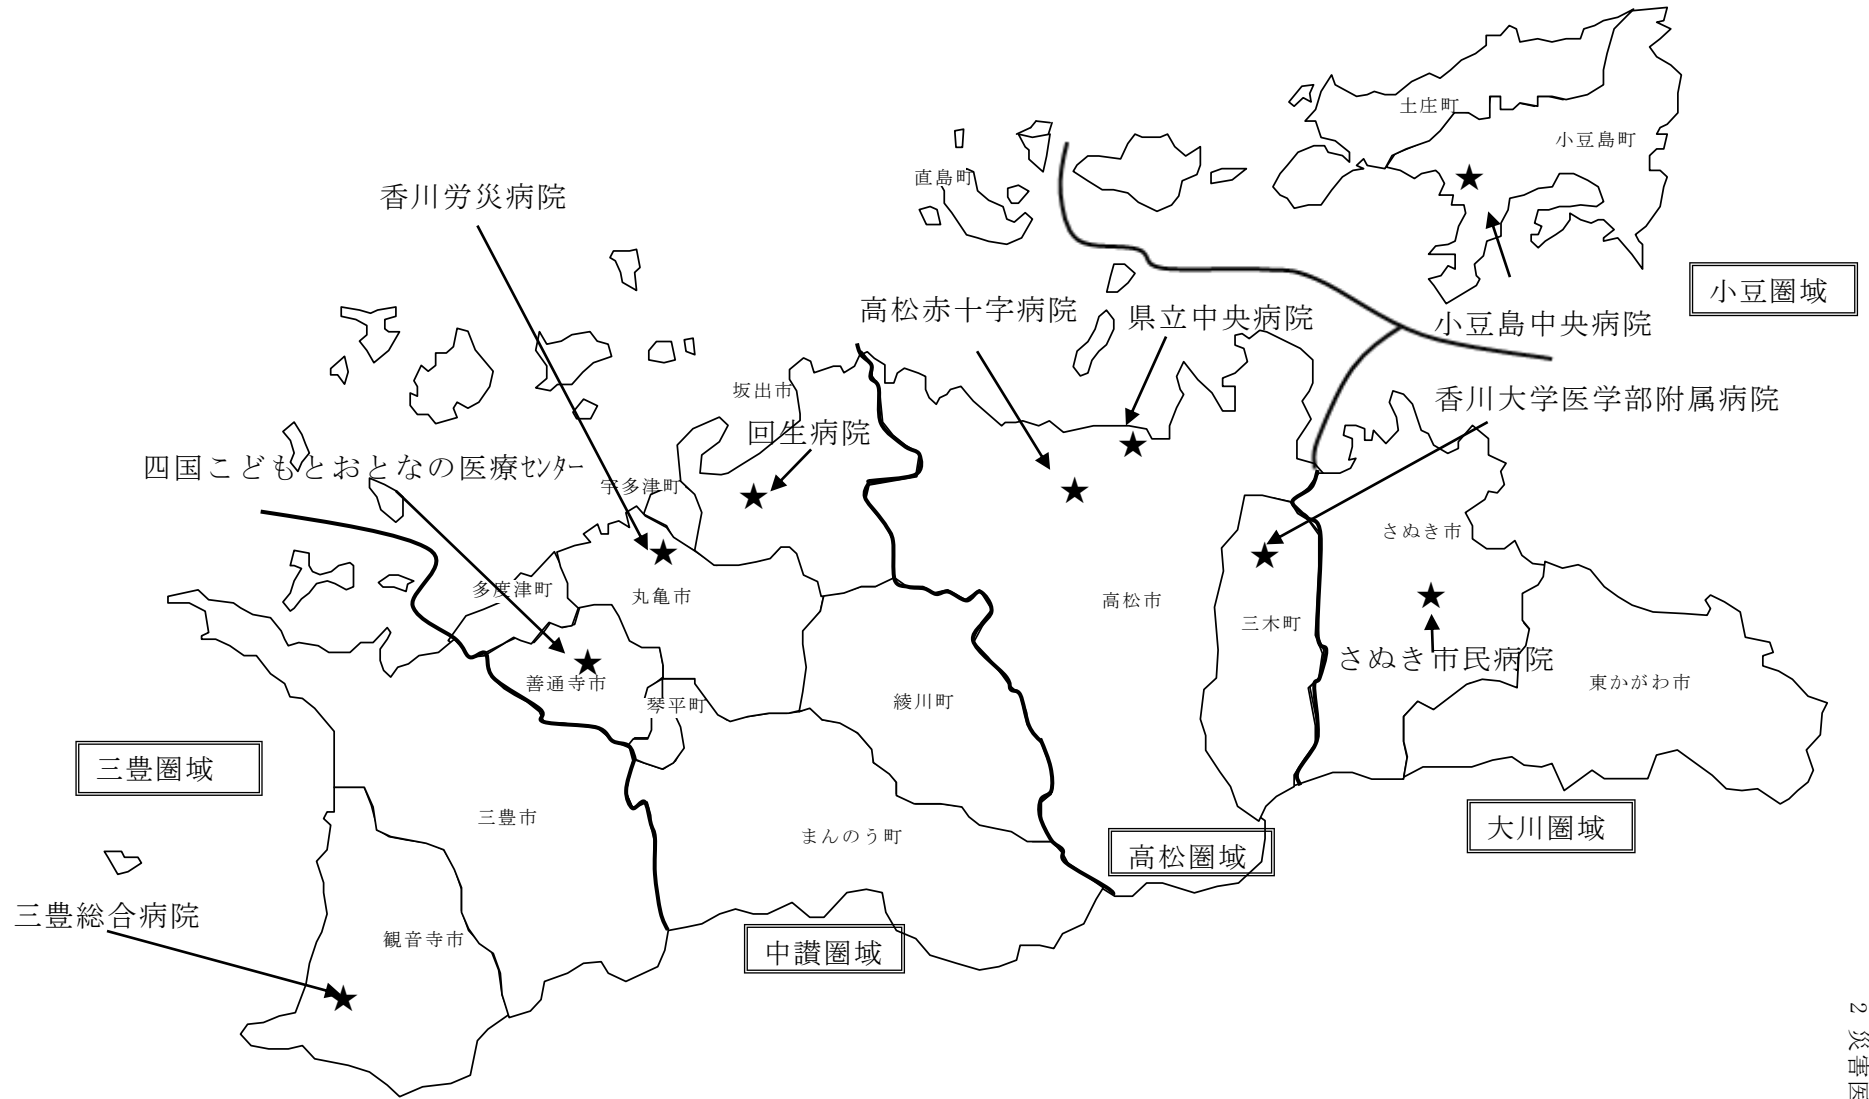 土庄町
小豆島町
直島町
香川労災病院
小豆圏域
高松赤十字病院
県立中央病院
小豆島中央病院
坂出市
香川大学医学部附属病院
回生病院
四国こどもとおとなの医療ｾﾝﾀｰ
宇多津町
さぬき市
多度津町
丸亀市
高松市
三木町
さぬき市民病院
善通寺市
東かがわ市
琴平町
綾川町
三豊圏域
三豊市
まんのう町
大川圏域
高松圏域
三豊総合病院
観音寺市
中讃圏域
2 災害医